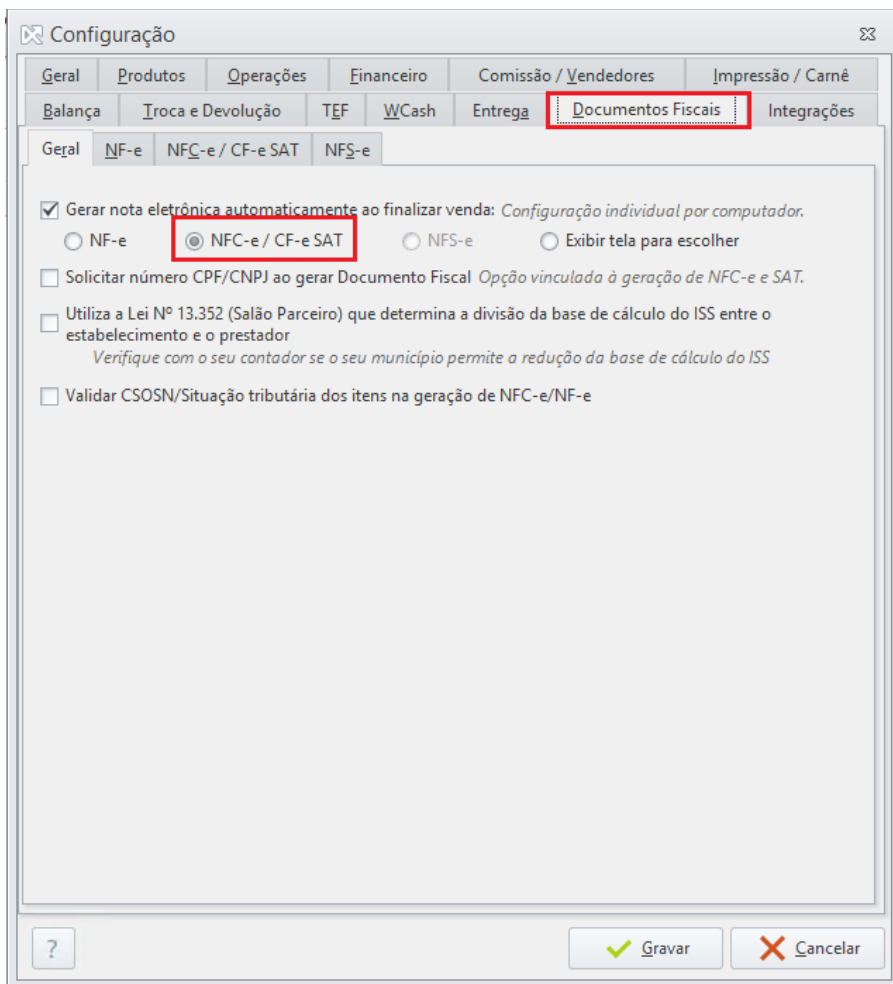 Configuração
Geral Produtos Operações Financeiro Comissão / Vendedores Impressão / Carnê
Balança Troca e Devolução TEF WCash Entrega Documentos Fiscais Integrações
Geral NF-e NFC-e / CF-e SAT NFS-e
Gerar nota eletrônica automaticamente ao finalizar venda: Configuração individual por computador.
NF-e NFC-e / CF-e SAT NFS-e Exibir tela para escolher
Solicitar número CPF/CNPJ ao gerar Documento Fiscal Opção vinculada à geração de NFC-e e SAT.
Utiliza a Lei Nº 13.352 (Salão Parceiro) que determina a divisão da base de cálculo do ISS entre o
estabelecimento e o prestador
Verifique com o seu contador se o seu município permite a redução da base de cálculo do ISS
Validar CSOSN/Situação tributária dos itens na geração de NFC-e/NF-e
? Gravar Cancelar